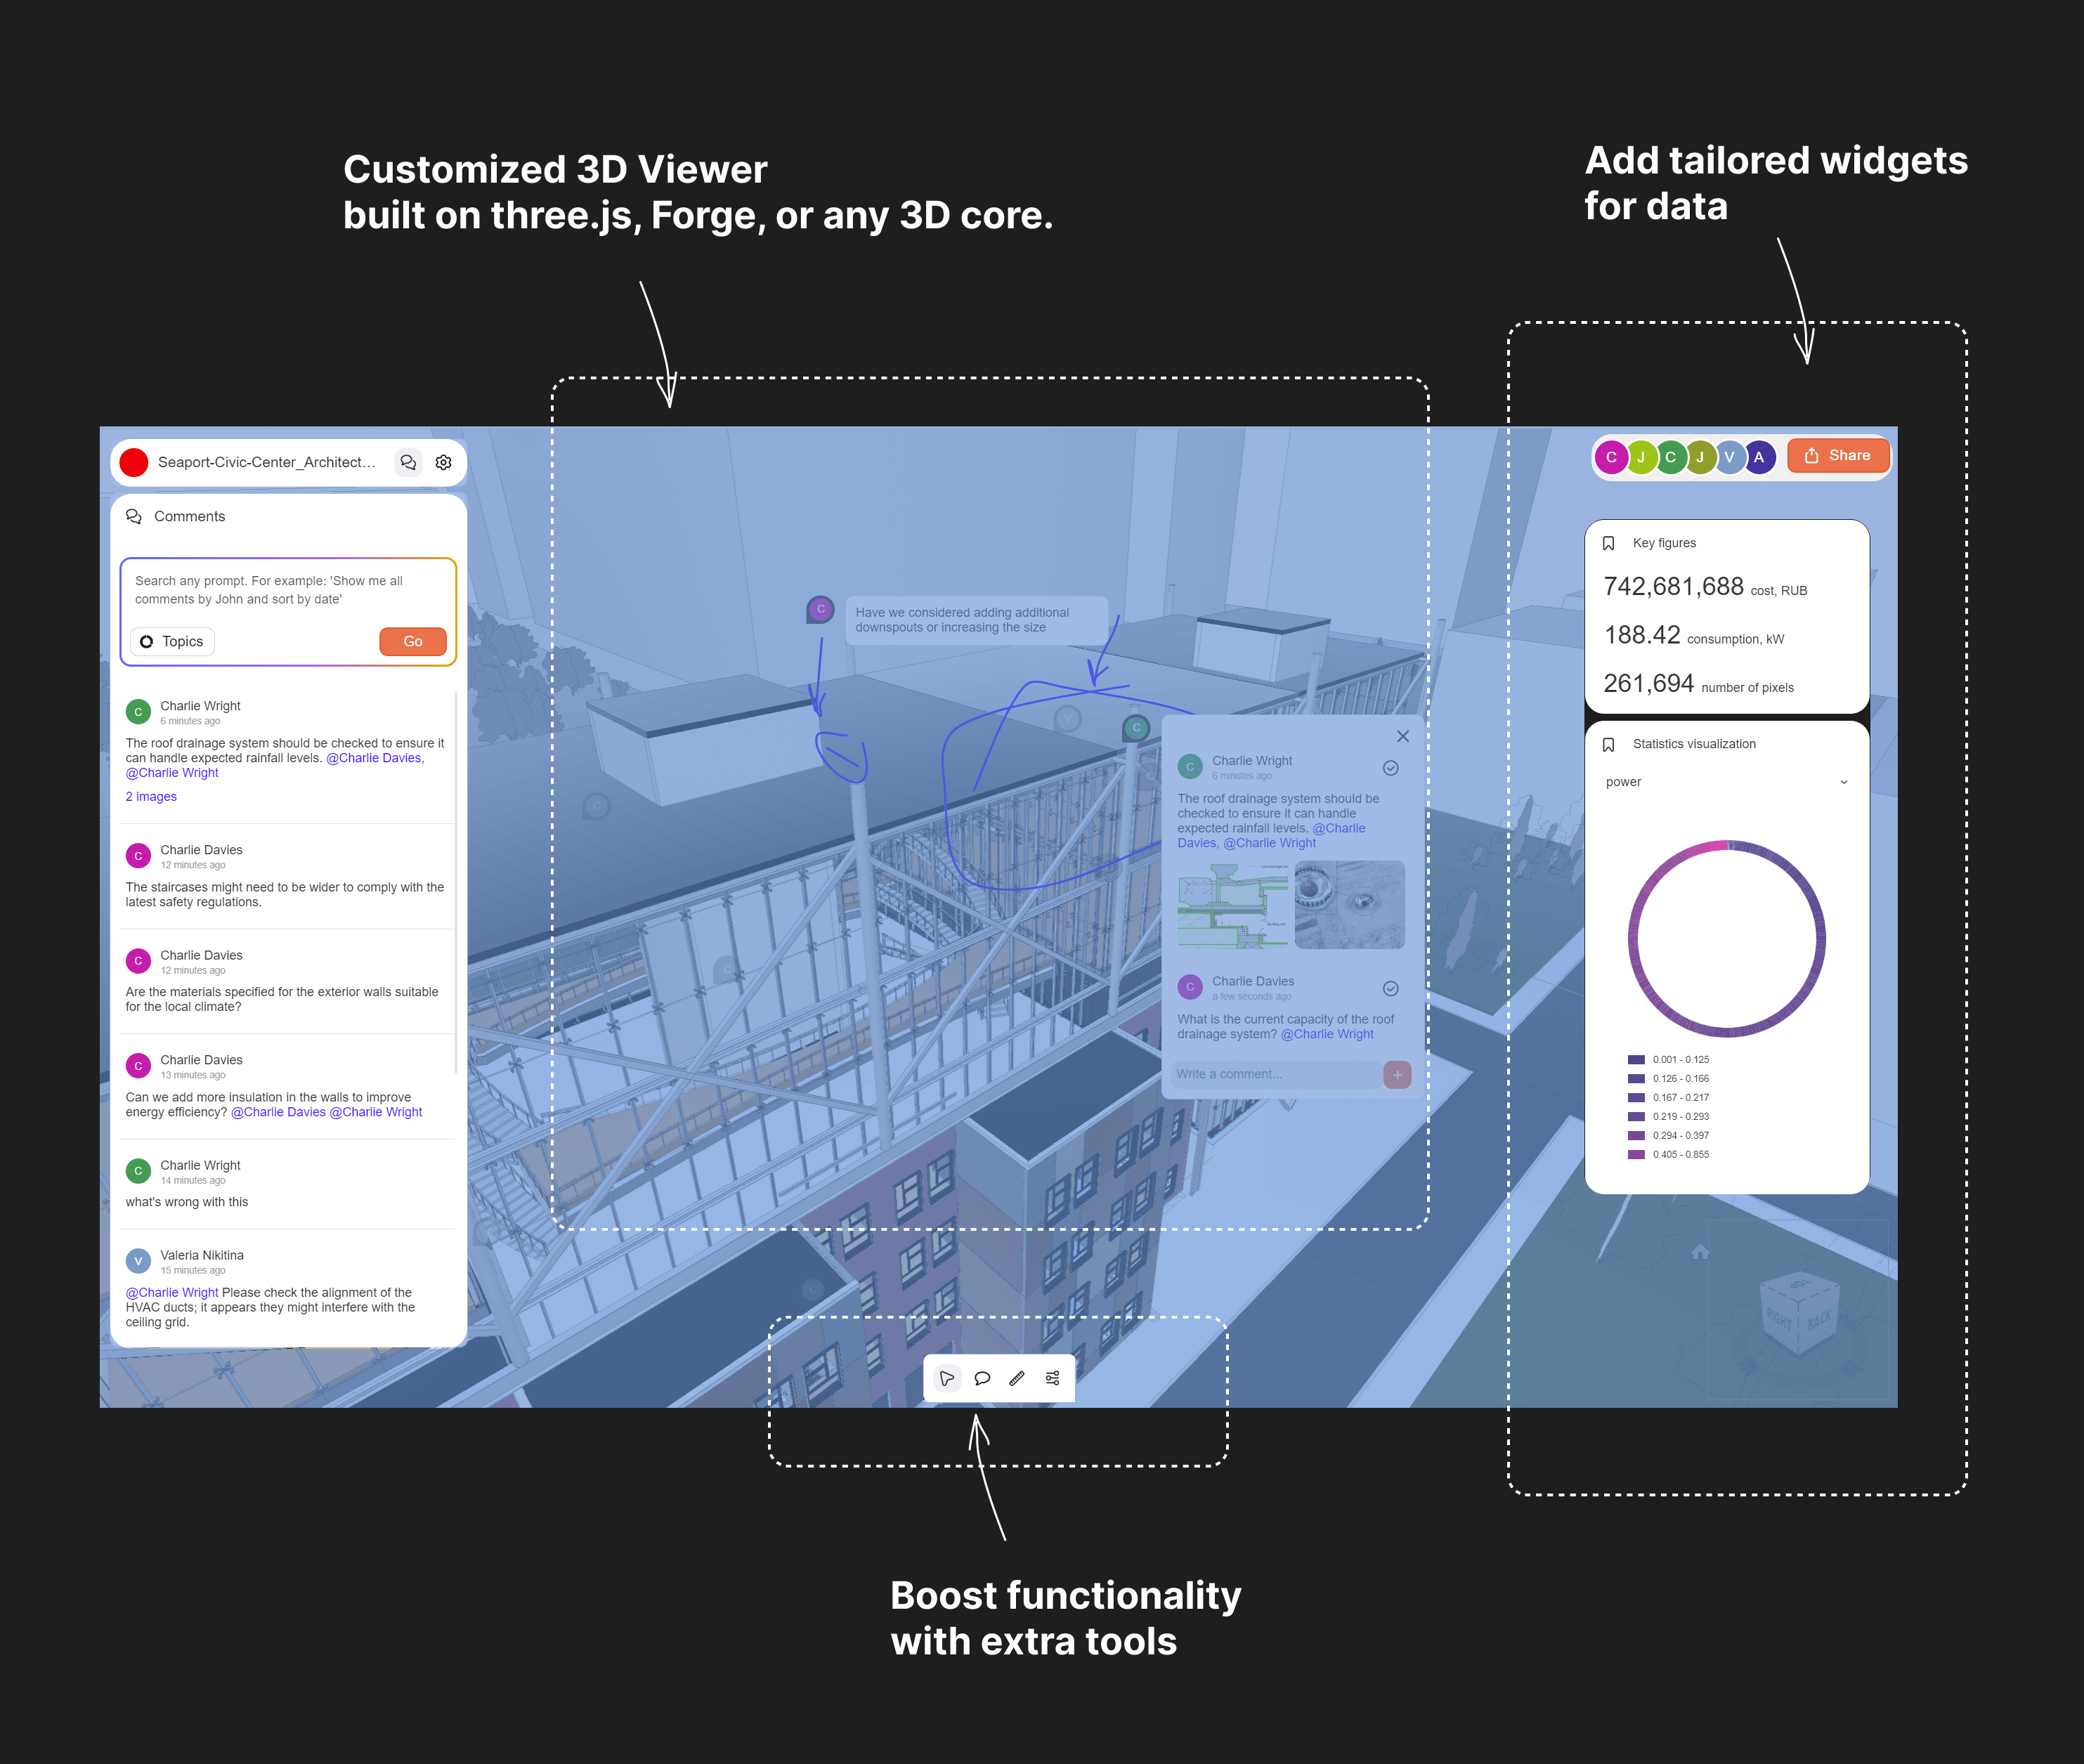 Customized 3D Viewer
built on three.js, Forge, or any 3D core.
Add tailored widgets
for data
Seaport-Civic-Center_Architect...
Comments
Search any prompt. For example: 'Show me all
comments by John and sort by date'
Topics
Go
C
Charlie Wright
6 minutes ago
The roof drainage system should be checked to ensure it
can handle expected rainfall levels. @Charlie Davies,
@Charlie Wright
2 images
C
Charlie Davies
12 minutes ago
The staircases might need to be wider to comply with the
latest safety regulations.
C
Charlie Davies
12 minutes ago
Are the materials specified for the exterior walls suitable
for the local climate?
C
Charlie Davies
13 minutes ago
Can we add more insulation in the walls to improve
energy efficiency? @Charlie Davies @Charlie Wright
C
Charlie Wright
14 minutes ago
what's wrong with this
V
Valeria Nikitina
15 minutes ago
@Charlie Wright Please check the alignment of the
HVAC ducts; it appears they might interfere with the
ceiling grid.
C
Have we considered adding additional
downspouts or increasing the size
V
C
C
C
C
C
C
Charlie Wright
6 minutes ago
The roof drainage system should be
checked to ensure it can handle
expected rainfall levels. @Charlie
Davies, @Charlie Wright
C
Charlie Davies
a few seconds ago
What is the current capacity of the roof
drainage system? @Charlie Wright
Write a comment...
C J C J V A
Share
Key figures
742,681,688 cost, RUB
188.42 consumption, kW
261,694 number of pixels
Statistics visualization
power
0.001 - 0.125
0.126 - 0.166
0.167 - 0.217
0.219 - 0.293
0.294 - 0.397
0.405 - 0.855
TOP
RIGHT
BACK
Boost functionality
with extra tools